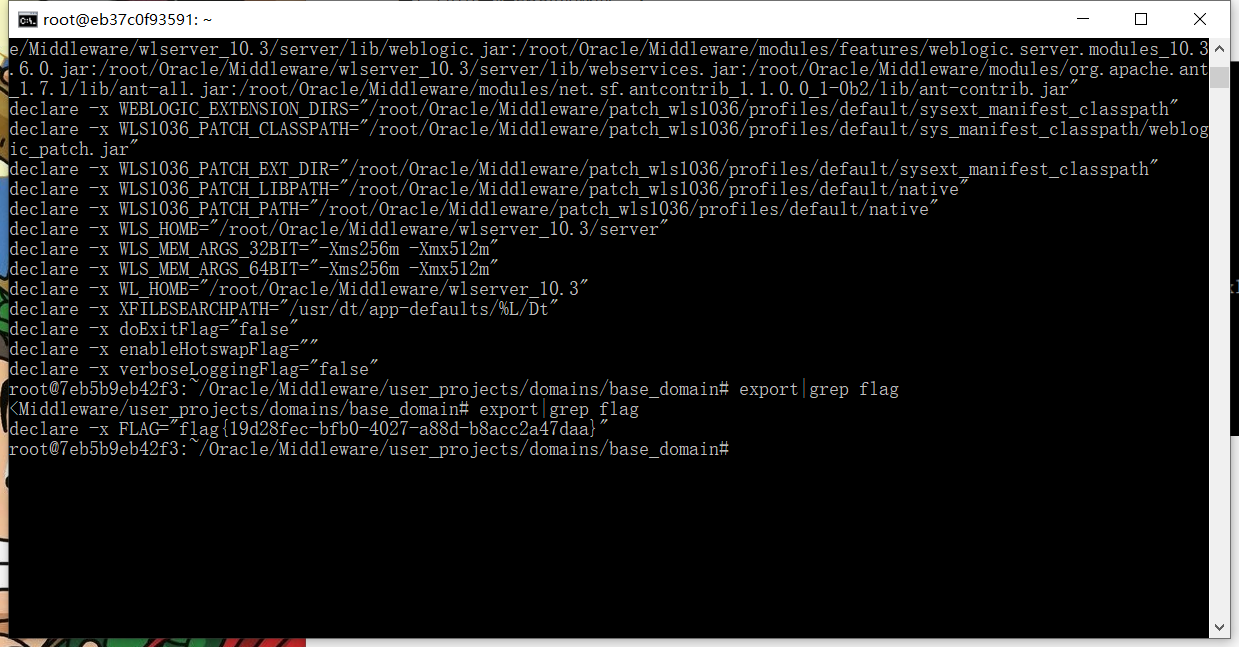 root@eb37c0f93591: ~
e/Middleware/wlserver_10.3/server/lib/weblogic.jar:/root/Oracle/Middleware/modules/features/weblogic.server.modules_10.3
.6.0.jar:/root/Oracle/Middleware/wlserver_10.3/server/lib/webservices.jar:/root/Oracle/Middleware/modules/org.apache.ant
_1.7.1/lib/ant-all.jar:/root/Oracle/Middleware/modules/net.sf.antcontrib_1.1.0.0_1-0b2/lib/ant-contrib.jar"
declare -x WEBLOGIC_EXTENSION_DIRS="/root/Oracle/Middleware/patch_wls1036/profiles/default/sysext_manifest_classpath"
declare -x WLS1036_PATCH_CLASSPATH="/root/Oracle/Middleware/patch_wls1036/profiles/default/sys_manifest_classpath/weblog
ic_patch.jar"
declare -x WLS1036_PATCH_EXT_DIR="/root/Oracle/Middleware/patch_wls1036/profiles/default/sysext_manifest_classpath"
declare -x WLS1036_PATCH_LIBPATH="/root/Oracle/Middleware/patch_wls1036/profiles/default/native"
declare -x WLS1036_PATCH_PATH="/root/Oracle/Middleware/patch_wls1036/profiles/default/native"
declare -x WLS_HOME="/root/Oracle/Middleware/wlserver_10.3/server"
declare -x WLS_MEM_ARGS_32BIT="-Xms256m -Xmx512m"
declare -x WLS_MEM_ARGS_64BIT="-Xms256m -Xmx512m"
declare -x WL_HOME="/root/Oracle/Middleware/wlserver_10.3"
declare -x XFILESEARCHPATH="/usr/dt/app-defaults/%L/Dt"
declare -x doExitFlag="false"
declare -x enableHotswapFlag=""
declare -x verboseLoggingFlag="false"
root@7eb5b9eb42f3:~/Oracle/Middleware/user_projects/domains/base_domain# export|grep flag
<Middleware/user_projects/domains/base_domain# export|grep flag
declare -x FLAG="flag{19d28fec-bfb0-4027-a88d-b8acc2a47daa}"
root@7eb5b9eb42f3:~/Oracle/Middleware/user_projects/domains/base_domain#